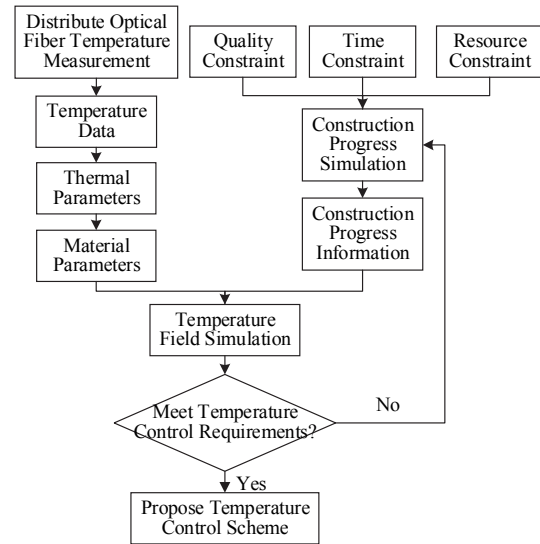 Distribute Optical
Fiber Temperature
Measurement
Quality
Constraint
Time
Constraint
Resource
Constraint
Temperature
Data
Construction
Progress
Simulation
Thermal
Parameters
Construction
Progress
Information
Material
Parameters
Temperature
Field Simulation
Meet Temperature
Control Requirements?
No
Yes
Propose Temperature
Control Scheme